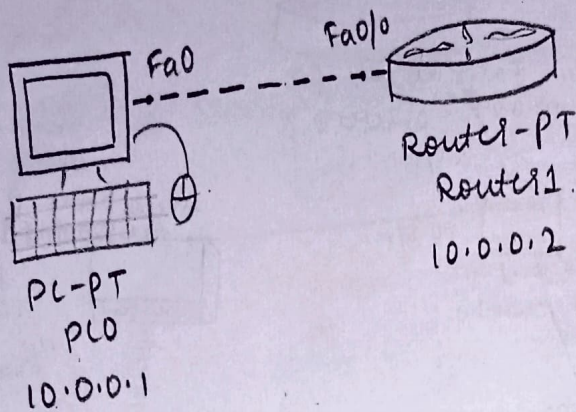 Fa0
Fa0/0
Router-PT
Router1.
10.0.0.2
PC-PT
PC0
10.0.0.1